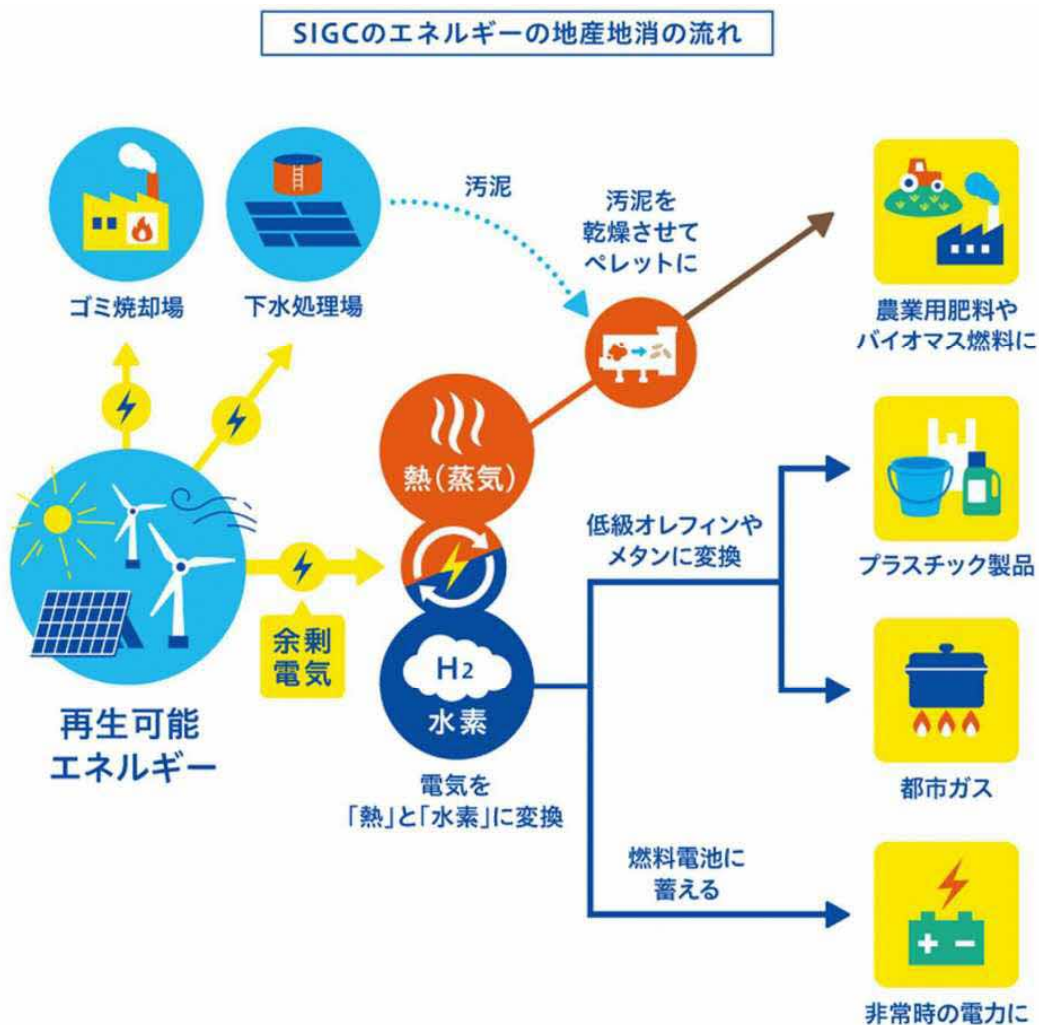 SIGCのエネルギーの地産地消の流れ
ゴミ焼却場
下水処理場
汚泥
汚泥を
乾燥させて
ペレットに
農業用肥料や
バイオマス燃料に
熱(蒸気)
低級オレフィンや
メタンに変換
プラスチック製品
余剰
電気
H2
水素
再生可能
エネルギー
電気を
「熱」と「水素」に変換
都市ガス
燃料電池に
蓄える
+ -
非常時の電力に